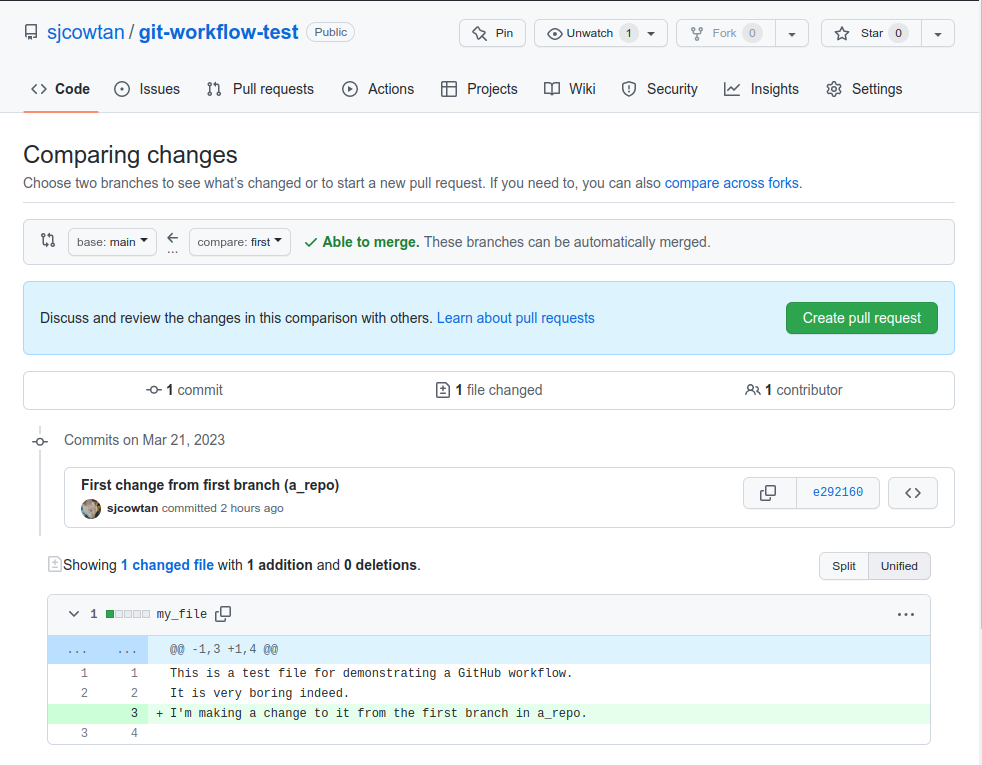 sjcowtan / git-workflow-test Public Pin Unwatch 1 Fork 0 Star 0
Code Issues Pull requests Actions Projects Wiki Security Insights Settings
Comparing changes
Choose two branches to see what's changed or to start a new pull request. If you need to, you can also compare across forks.
base: main ... compare: first Able to merge. These branches can be automatically merged.
Discuss and review the changes in this comparison with others. Learn about pull requests Create pull request
1 commit 1 file changed 1 contributor
Commits on Mar 21, 2023
First change from first branch (a_repo)
sjcowtan committed 2 hours ago e292160
Showing 1 changed file with 1 addition and 0 deletions. Split Unified
1 my_file ...
... ... @@ -1,3 +1,4 @@
1 1 This is a test file for demonstrating a GitHub workflow.
2 2 It is very boring indeed.
3 + I'm making a change to it from the first branch in a_repo.
3 4